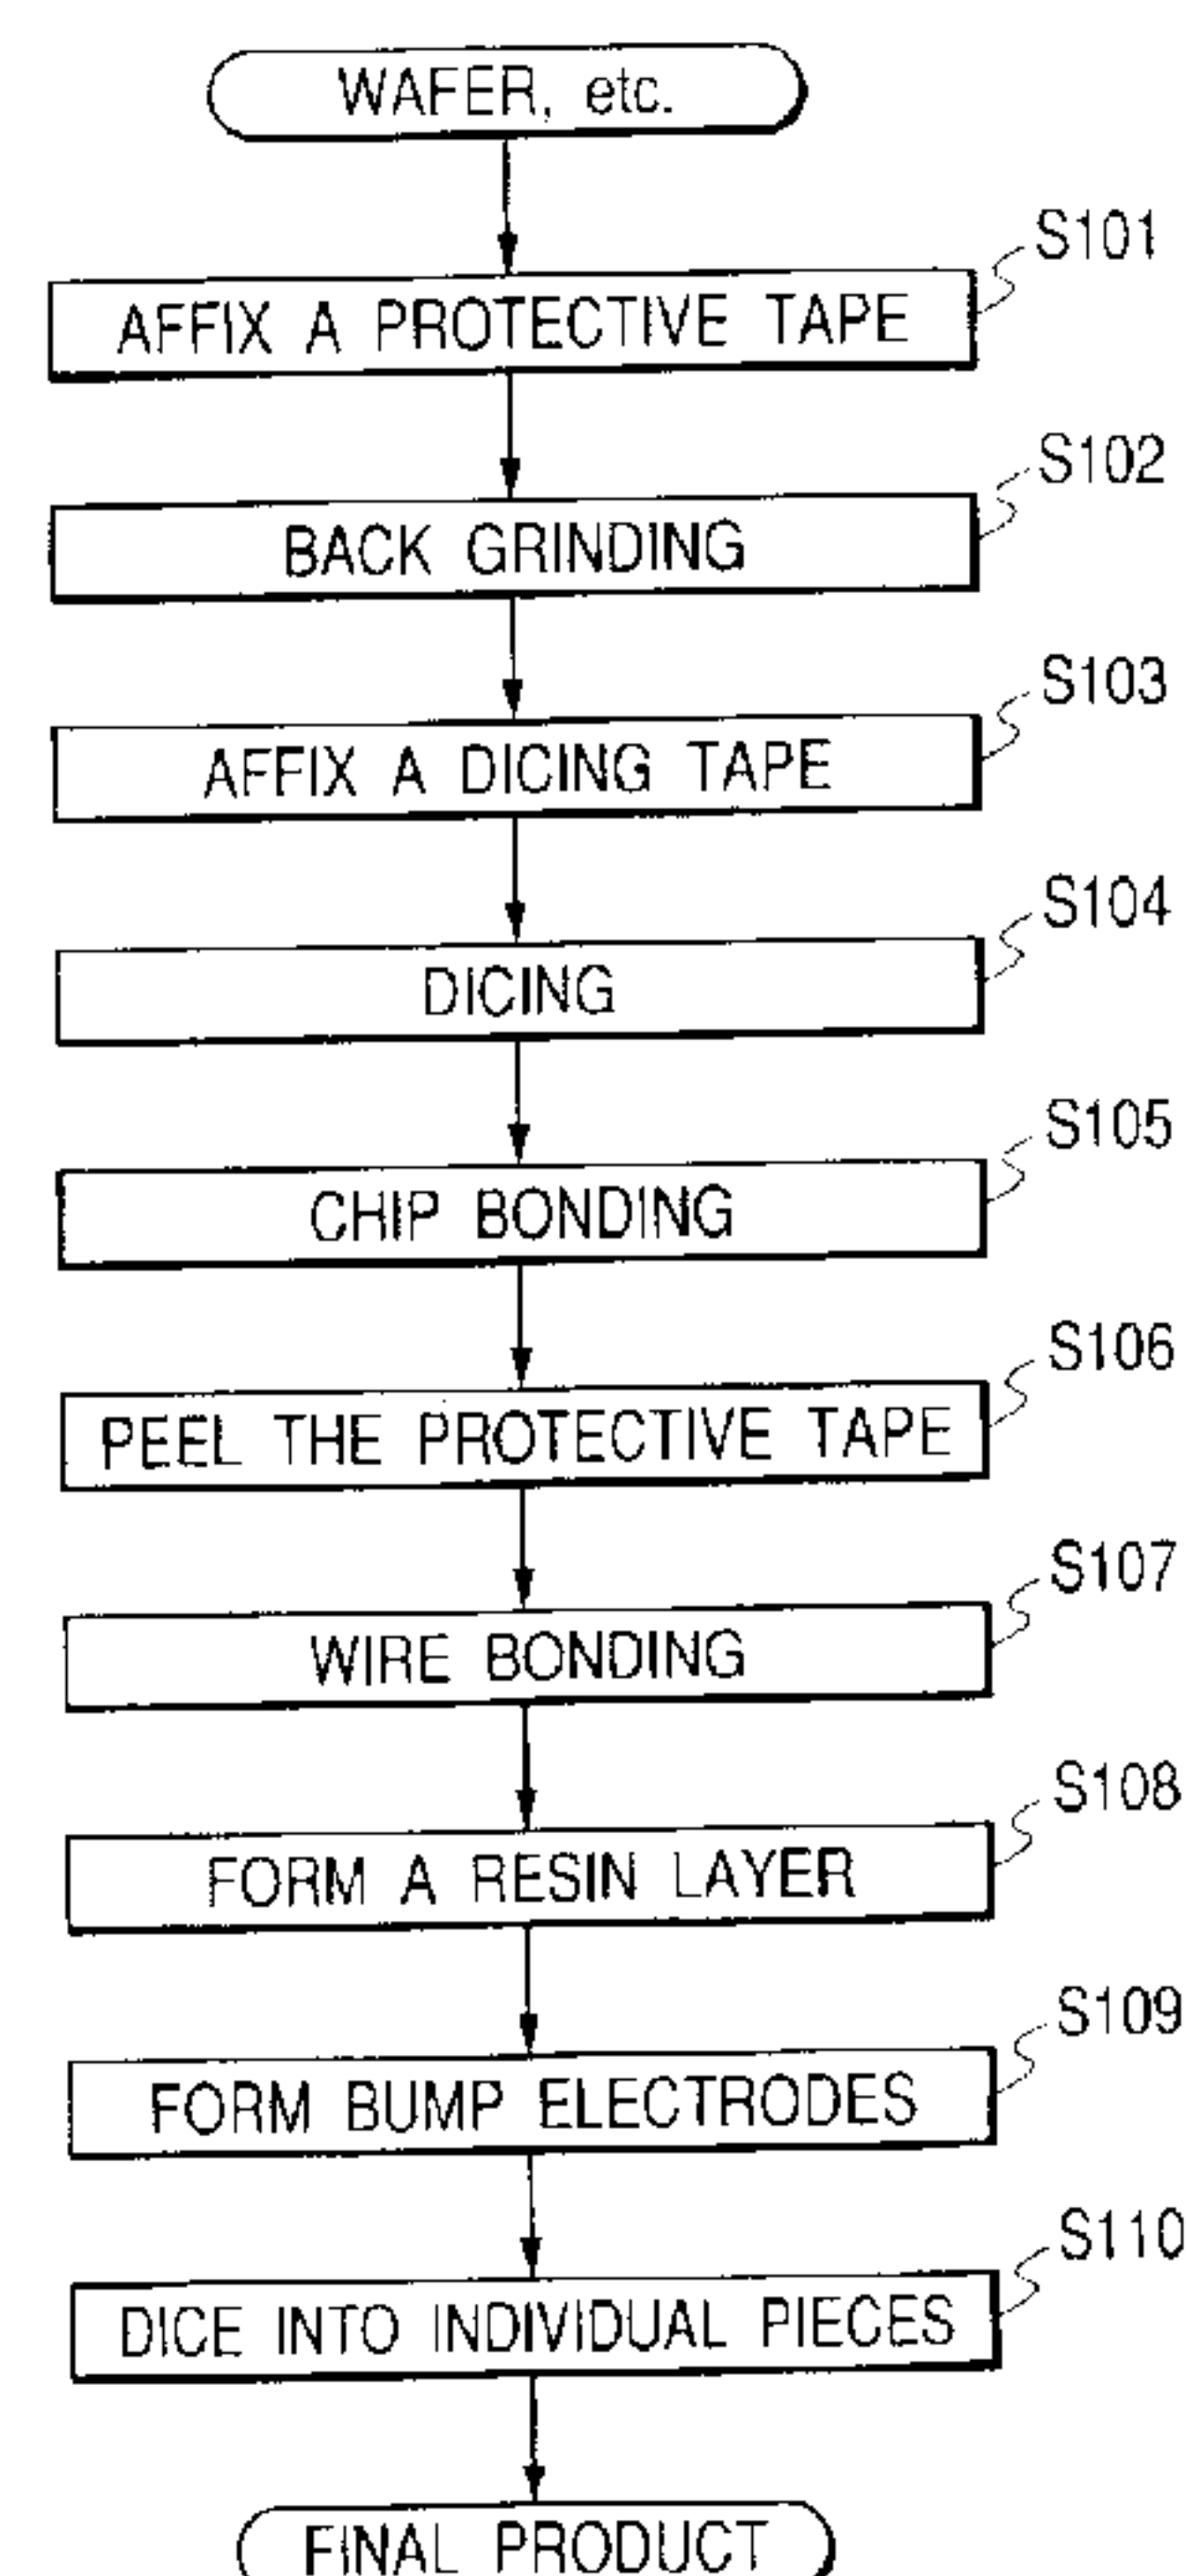 WAFER, etc.
S101
AFFIX A PROTECTIVE TAPE
S102
BACK GRINDING
S103
AFFIX A DICING TAPE
S104
DICING
S105
CHIP BONDING
S106
PEEL THE PROTECTIVE TAPE
S107
WIRE BONDING
S108
FORM A RESIN LAYER
S109
FORM BUMP ELECTRODES
S110
DICE INTO INDIVIDUAL PIECES
FINAL PRODUCT